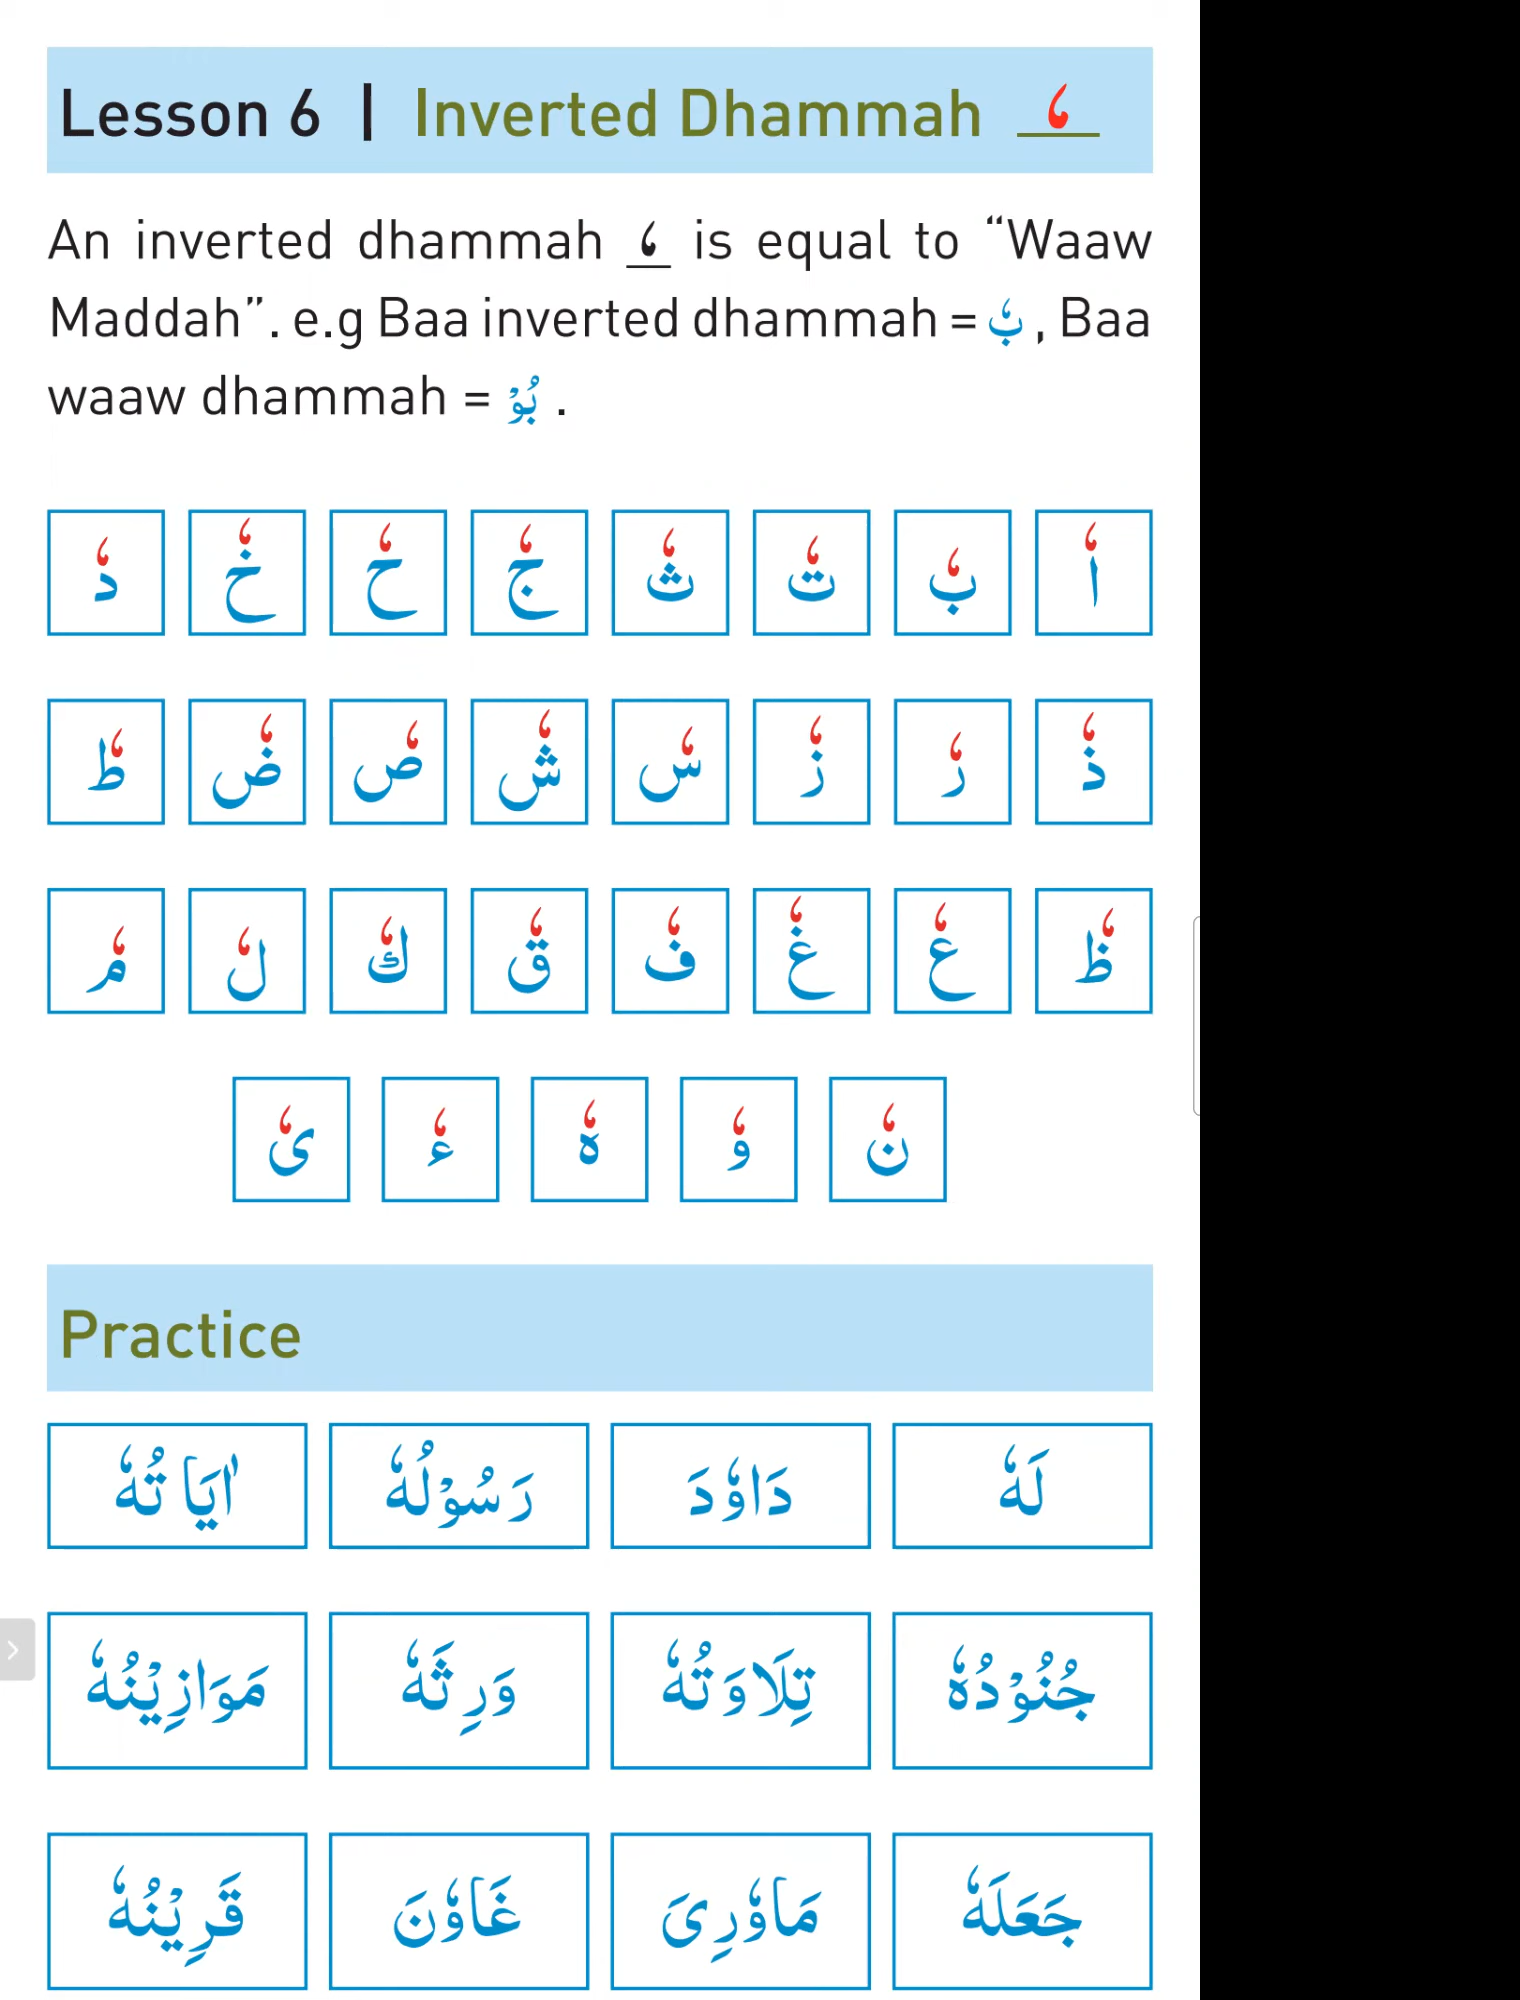 Lesson 6 | Inverted Dhammah ٗ
An inverted dhammah ٗ is equal to “Waaw
Maddah”. e.g Baa inverted dhammah = بٗ , Baa
waaw dhammah = بُوْ .
اٗ بٗ تٗ ثٗ جٗ حٗ خٗ دٗ
ذٗ رٗ زٗ سٗ شٗ صٗ ضٗ طٗ
ظٗ عٗ غٗ فٗ قٗ كٗ لٗ مٗ
نٗ وٗ هٗ ءٗ ىٗ
Practice
لَهٗ دَاوٗدَ رَسُوْلُهٗ اٰيَا تُهٗ
جُنُوْدُهٗ تِلَاوَتُهٗ وَرِثَهٗ مَوَازِيْنُهٗ
جَعَلَهٗ مَاوٗرِىَ غَاوٗنَ قَرِيْنُهٗ